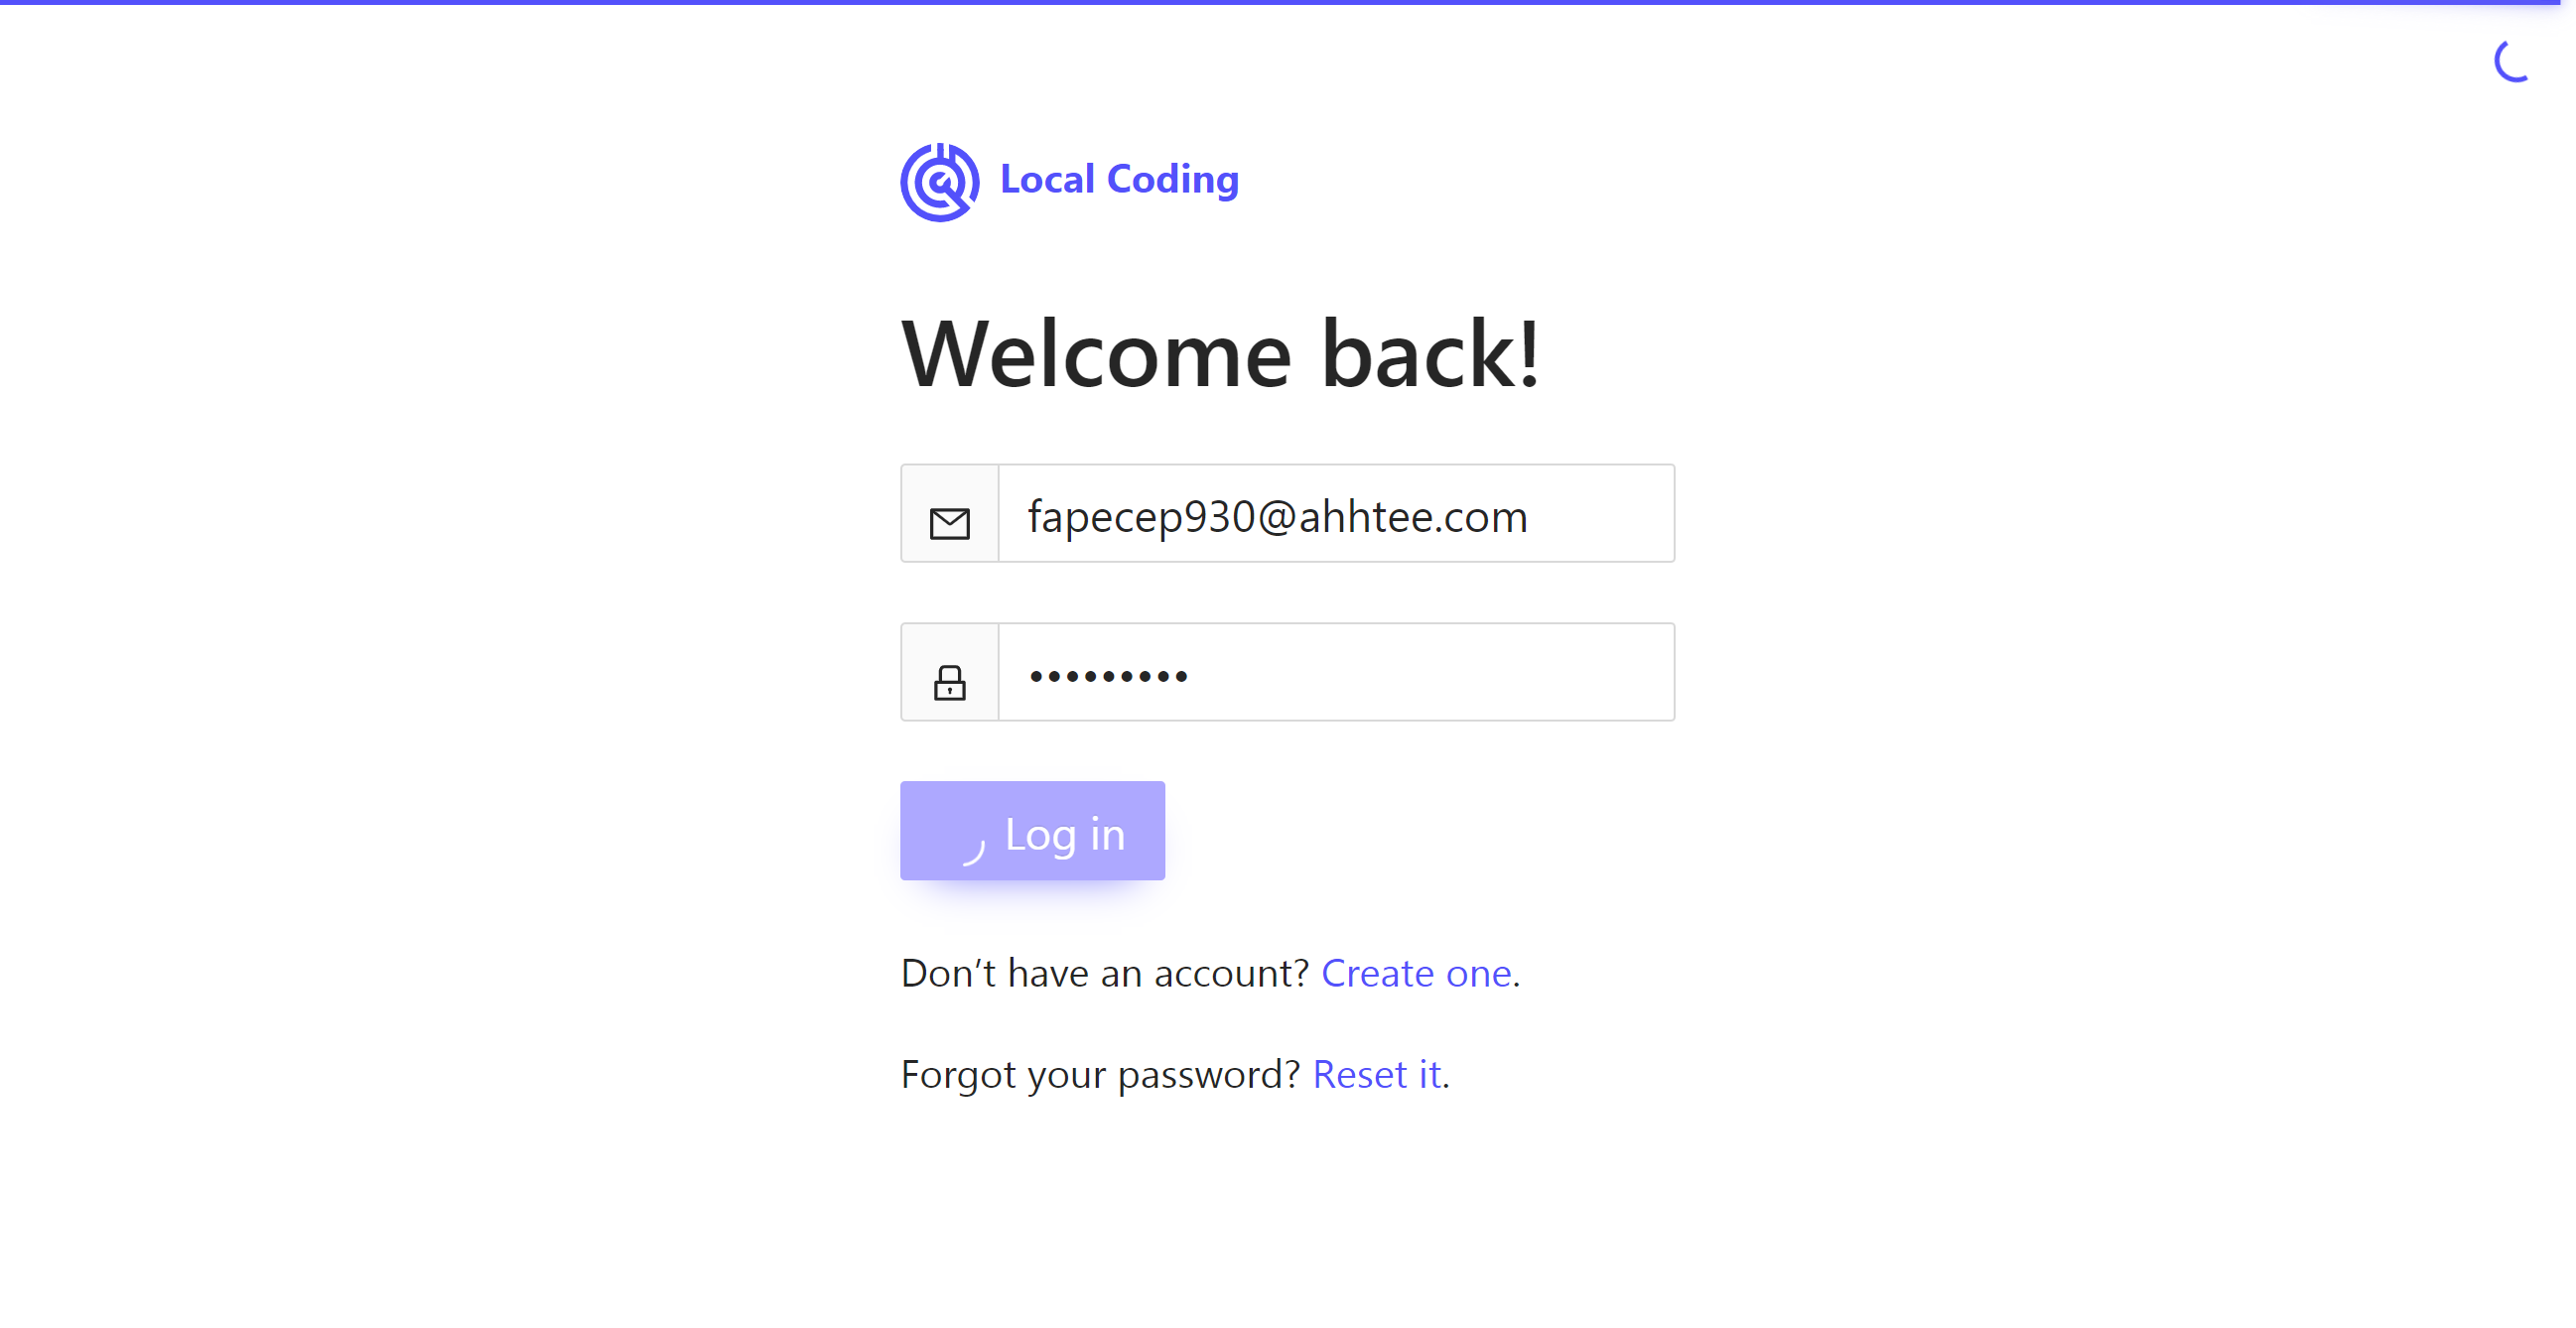 Local Coding
Welcome back!
fapecep930@ahhtee.com
•••••••••
Log in
Don’t have an account? Create one.
Forgot your password? Reset it.